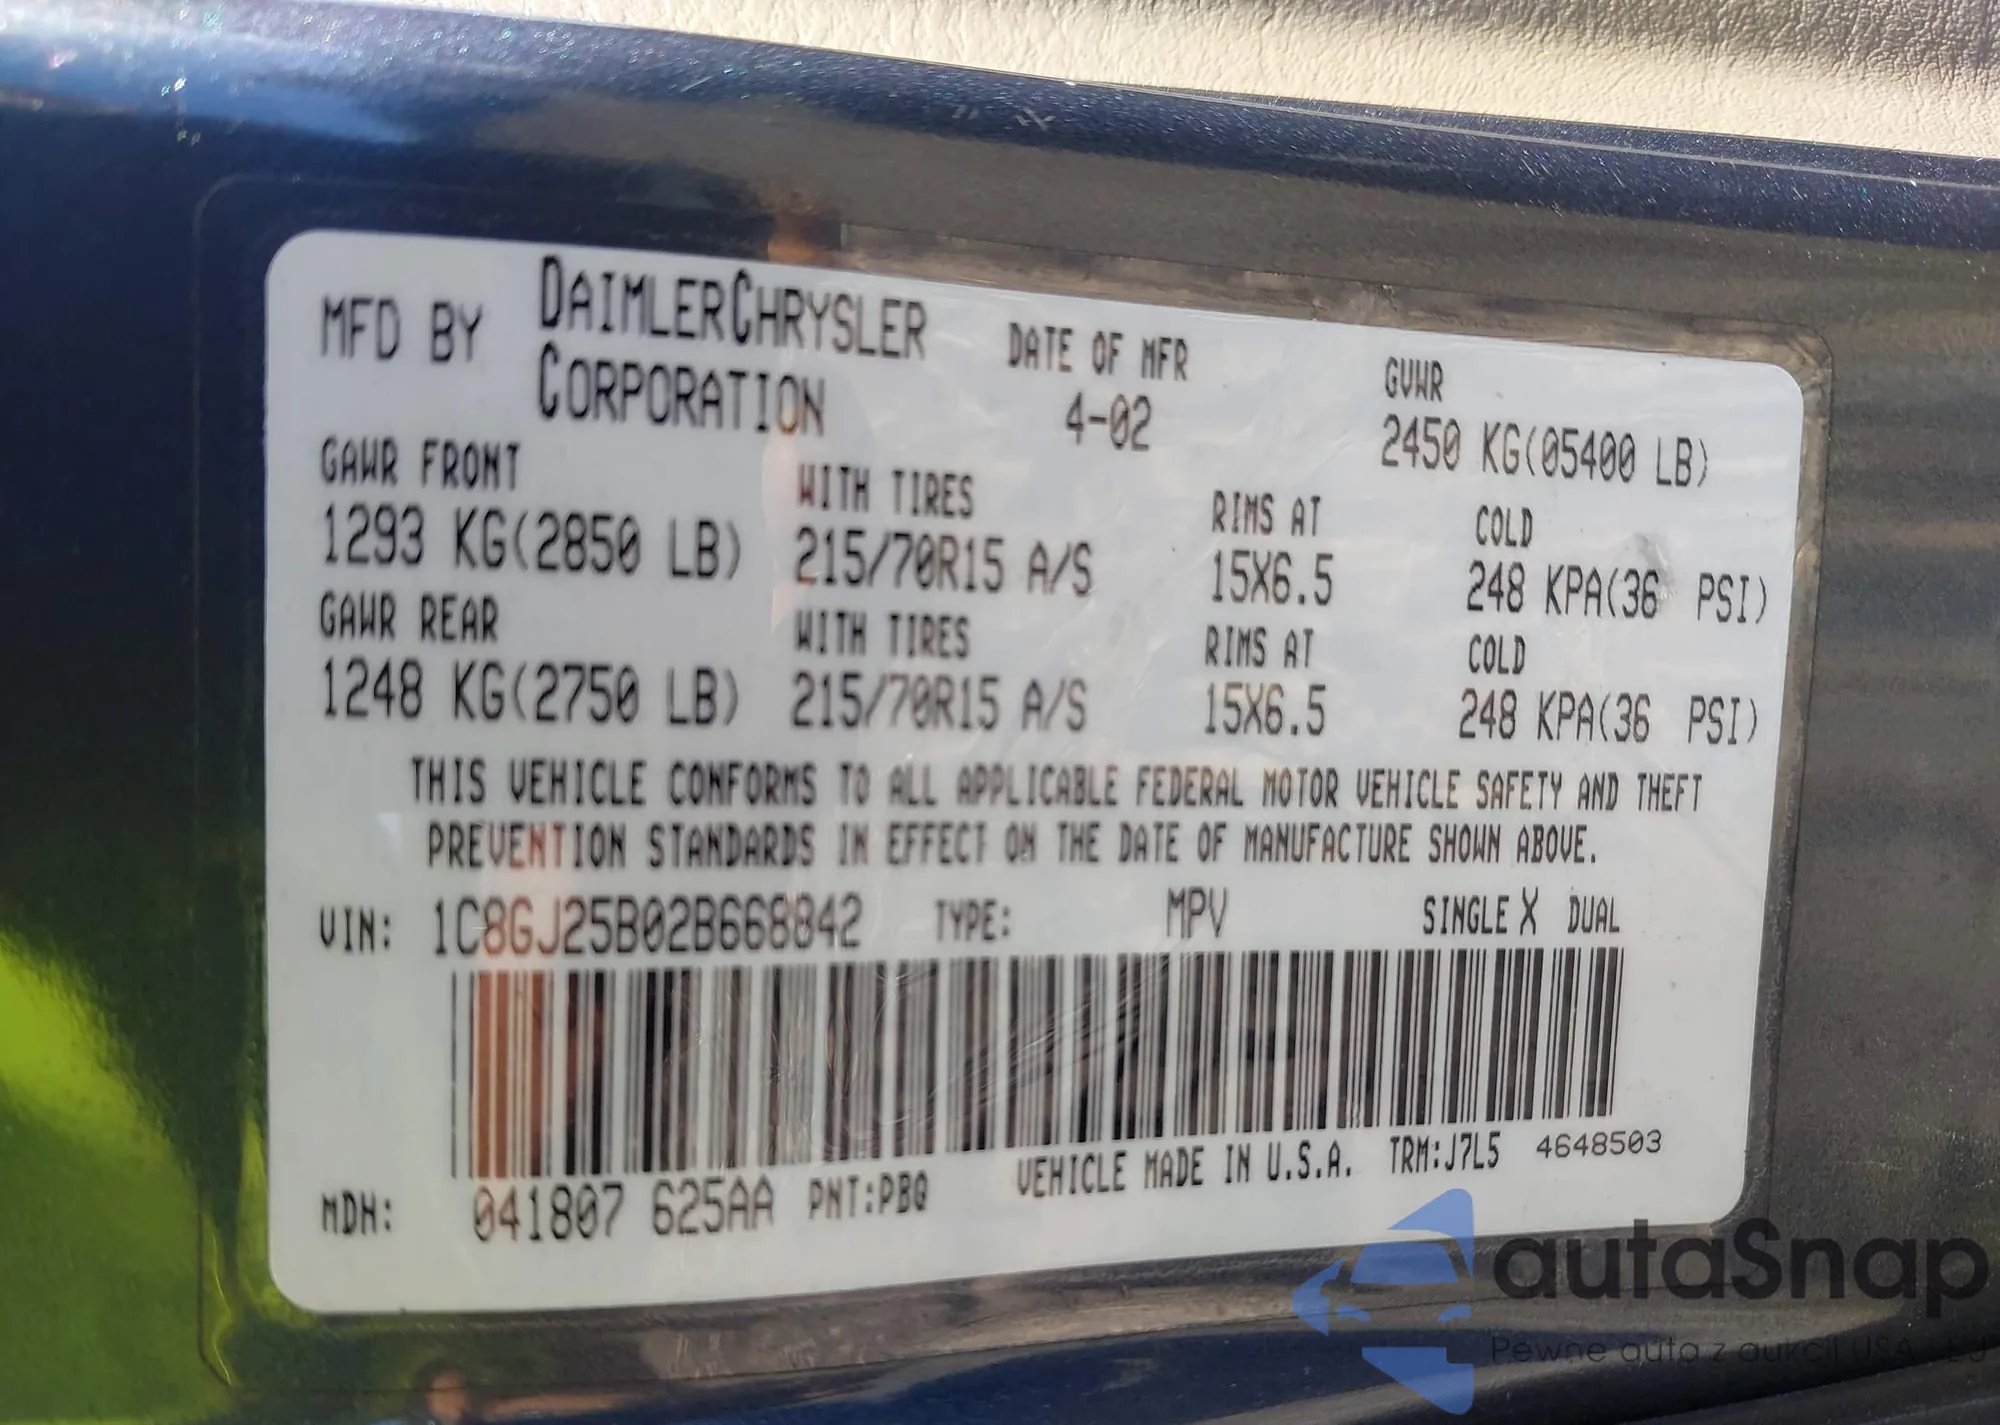 MFD BY DAIMLERCHRYSLER CORPORATION
DATE OF MFR
4-02
GVWR
2450 KG(05400 LB)
GAWR FRONT WITH TIRES RIMS AT COLD
1293 KG(2850 LB) 215/70R15 A/S 15X6.5 248 KPA(36 PSI)
GAWR REAR WITH TIRES RIMS AT COLD
1248 KG(2750 LB) 215/70R15 A/S 15X6.5 248 KPA(36 PSI)
THIS VEHICLE CONFORMS TO ALL APPLICABLE FEDERAL MOTOR VEHICLE SAFETY AND THEFT
PREVENTION STANDARDS IN EFFECT ON THE DATE OF MANUFACTURE SHOWN ABOVE.
VIN: 1C8GJ25B02B668842 TYPE: MPV SINGLE X DUAL
MDH: 041807 625AA PNT:PBQ VEHICLE MADE IN U.S.A. TRM:J7L5 4648503
autaSnap
Pewne auta z aukcji USA